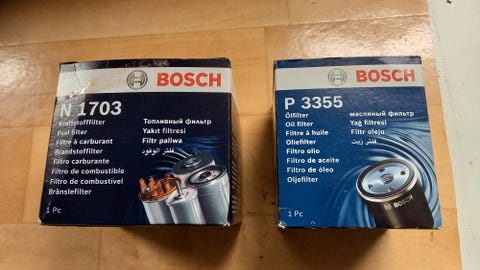 BOSCH
N 1703
Kraftstofffilter
Fuel filter
Filtre à carburant
Brandstoffilter
Filtro carburante
Filtro de combustible
Filtro de combustível
Bränslefilter
Топливный фильтр
Yakıt filtresi
Filtr paliwa
فلتر الوقود
1 Pc
BOSCH
P 3355
Ölfilter
Oil filter
Filtre à huile
Oliefilter
Filtro olio
Filtro de aceite
Filtro de óleo
Oljefilter
масляный фильтр
Yağ filtresi
Filtr oleju
فلتر زيت
1 Pc
BOSCH